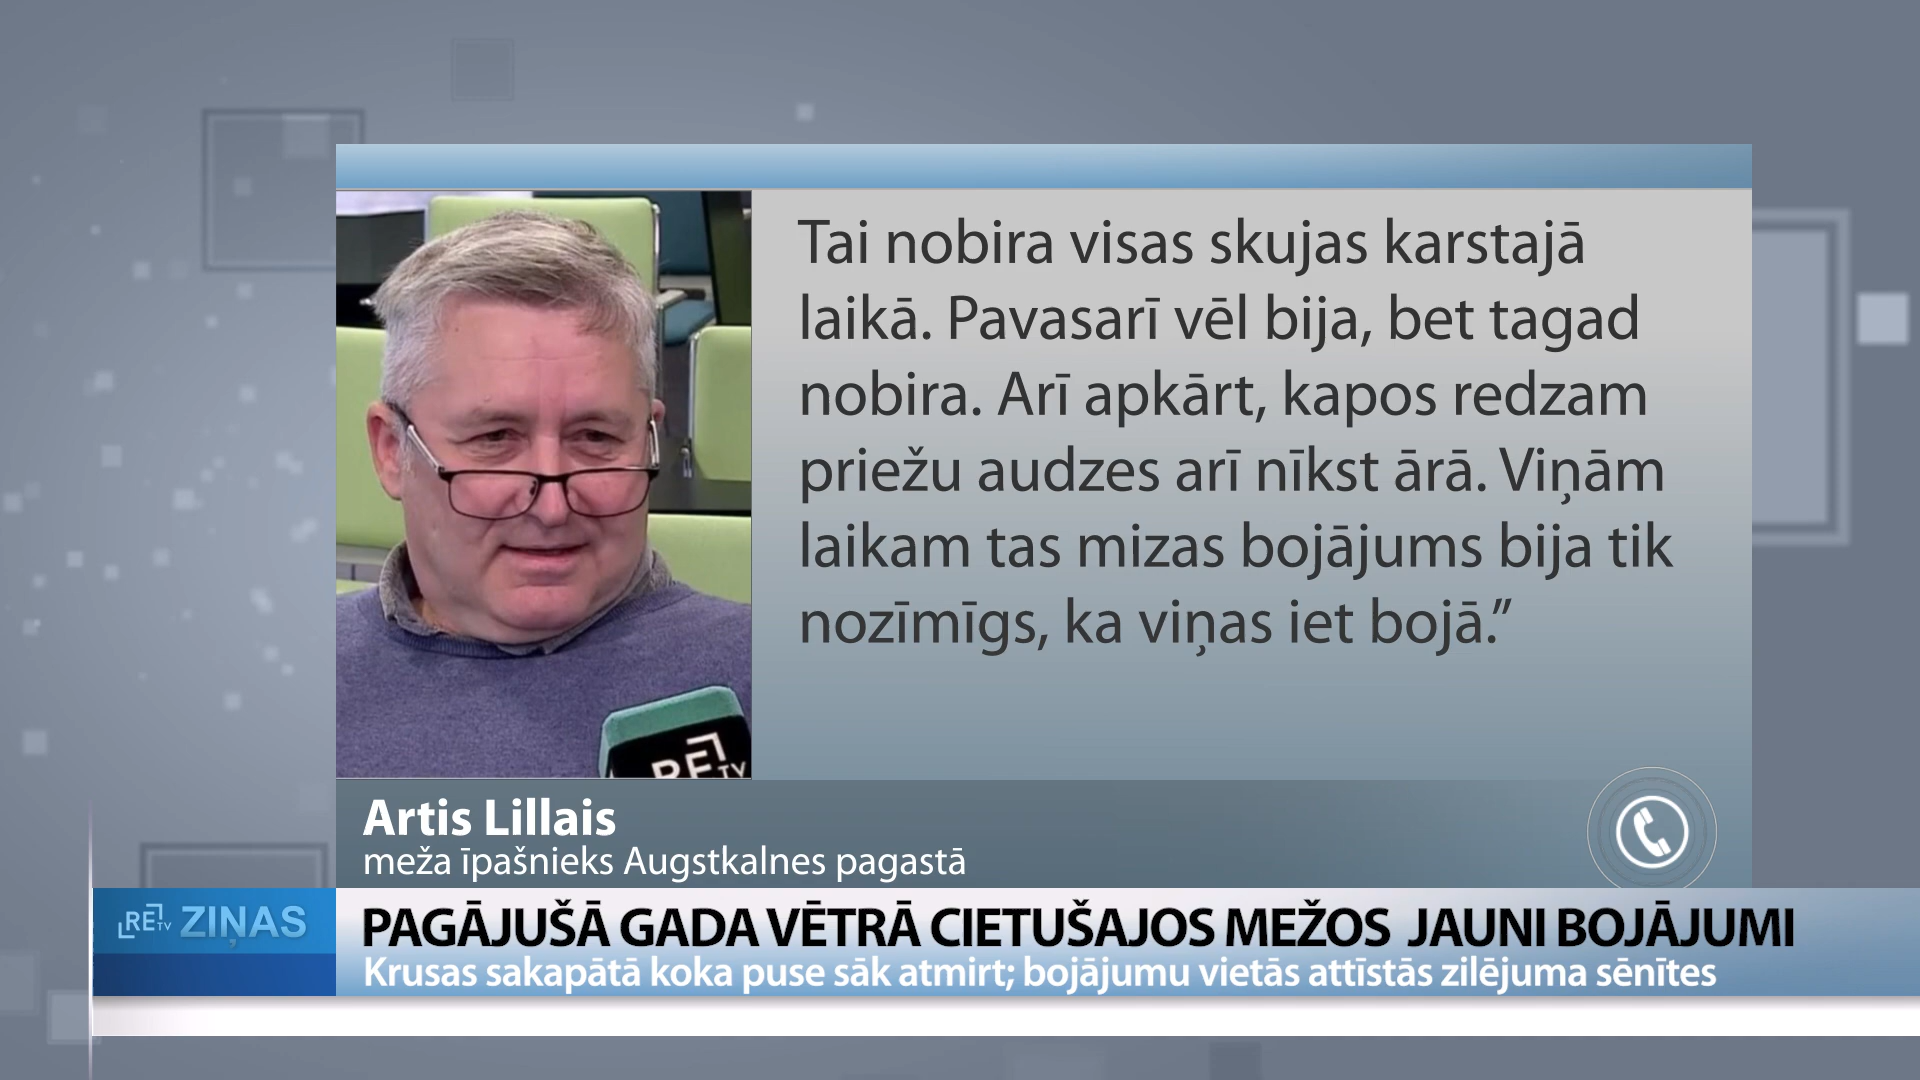 Tai nobira visas skujas karstajā
laikā. Pavasarī vēl bija, bet tagad
nobira. Arī apkārt, kapos redzam
priežu audzes arī nīkst ārā. Viņām
laikam tas mizas bojājums bija tik
nozīmīgs, ka viņas iet bojā.”
RE TV
Artis Lillais
meža īpašnieks Augstkalnes pagastā
RE TV ZIŅAS
PAGĀJUŠĀ GADA VĒTRĀ CIETUŠAJOS MEŽOS JAUNI BOJĀJUMI
Krusas sakapātā koka puse sāk atmirt; bojājumu vietās attīstās zilējuma sēnītes